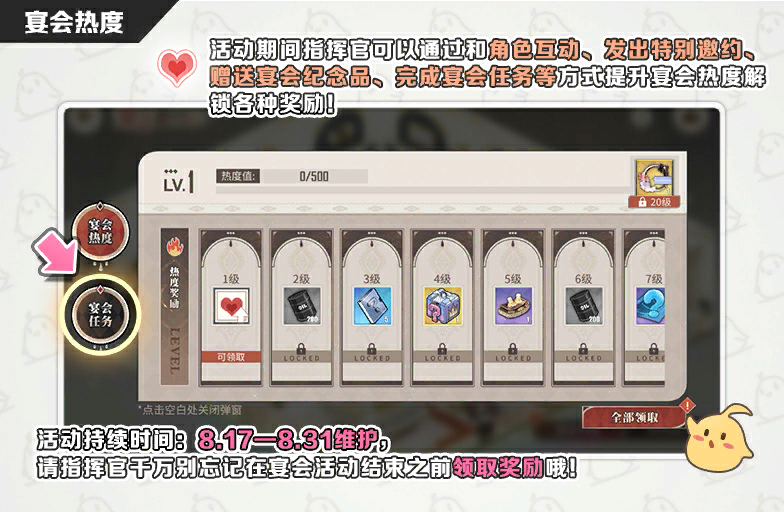 宴会热度
活动期间指挥官可以通过和角色互动、发出特别邀约、
赠送宴会纪念品、完成宴会任务等方式提升宴会热度解
锁各种奖励!
LV.1
热度值:
0/500
20级
宴会
热度
宴会
任务
热度奖励
LEVEL
1级
2级
3级
4级
5级
6级
7级
200
5
1
1
200
可领取
LOCKED
LOCKED
LOCKED
LOCKED
LOCKED
LOCKE
*点击空白处关闭弹窗
全部领取
活动持续时间: 8.17—8.31维护,
请指挥官千万别忘记在宴会活动结束之前领取奖励哦!